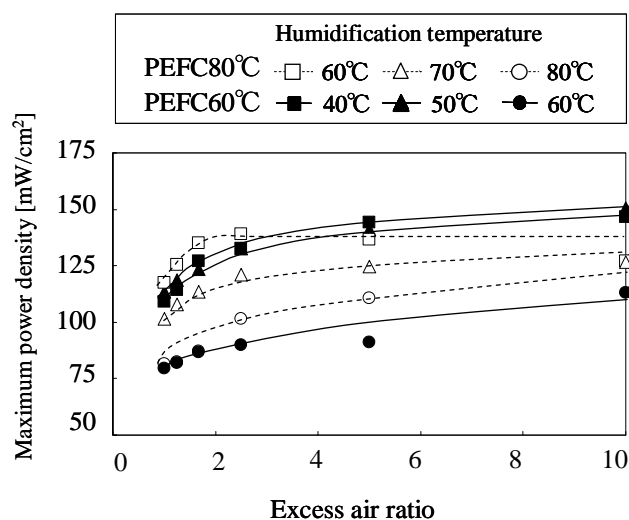 Humidification temperature
PEFC80℃ 60℃ 70℃ 80℃
PEFC60℃ 40℃ 50℃ 60℃
Maximum power density [mW/cm²]
175
150
125
100
75
50
0 2 4 6 8 10
Excess air ratio